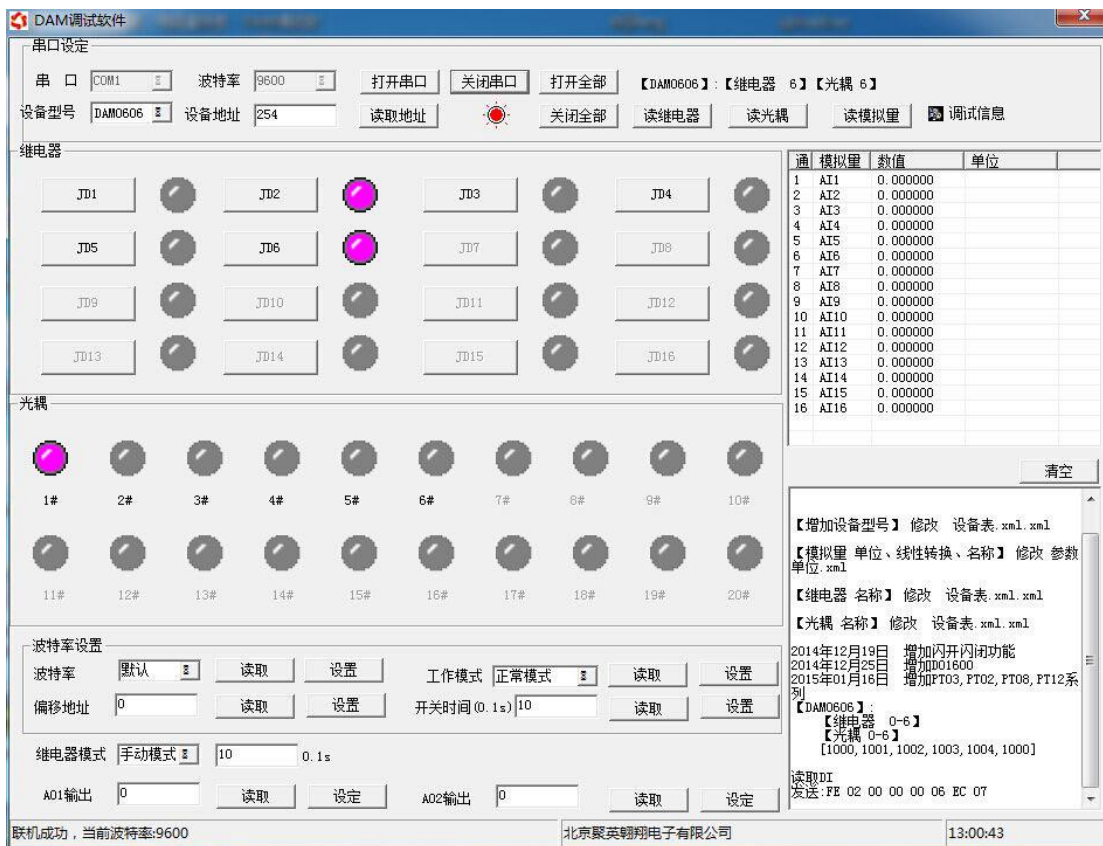 DAM调试软件
串口设定
串 口 COM1 波特率 9600 打开串口 关闭串口 打开全部 【DAM0606】:【继电器 6】【光耦 6】
设备型号 DAM0606 设备地址 254 读取地址 关闭全部 读继电器 读光耦 读模拟量 调试信息
继电器
JD1 JD2 JD3 JD4
JD5 JD6 JD7 JD8
JD9 JD10 JD11 JD12
JD13 JD14 JD15 JD16
光耦
1# 2# 3# 4# 5# 6# 7# 8# 9# 10#
11# 12# 13# 14# 15# 16# 17# 18# 19# 20#
波特率设置
波特率 默认 读取 设置 工作模式 正常模式 读取 设置
偏移地址 0 读取 设置 开关时间(0.1s) 10 读取 设置
继电器模式 手动模式 10 0.1s
AO1输出 0 读取 设定 AO2输出 0 读取 设定
通 模拟量 数值 单位
1 AI1 0.000000
2 AI2 0.000000
3 AI3 0.000000
4 AI4 0.000000
5 AI5 0.000000
6 AI6 0.000000
7 AI7 0.000000
8 AI8 0.000000
9 AI9 0.000000
10 AI10 0.000000
11 AI11 0.000000
12 AI12 0.000000
13 AI13 0.000000
14 AI14 0.000000
15 AI15 0.000000
16 AI16 0.000000
清空
【增加设备型号】 修改 设备表.xml.xml
【模拟量 单位、线性转换、名称】 修改 参数
单位.xml
【继电器 名称】 修改 设备表.xml.xml
【光耦 名称】 修改 设备表.xml.xml
2014年12月19日 增加闪开闪闭功能
2014年12月25日 增加DO1600
2015年01月16日 增加PT03,PT02,PT08,PT12系
列
【DAM0606】:
【继电器 0-6】
【光耦 0-6】
[1000,1001,1002,1003,1004,1000]
读取DI
发送:FE 02 00 00 00 06 EC 07
联机成功，当前波特率:9600 北京聚英翱翔电子有限公司 13:00:43